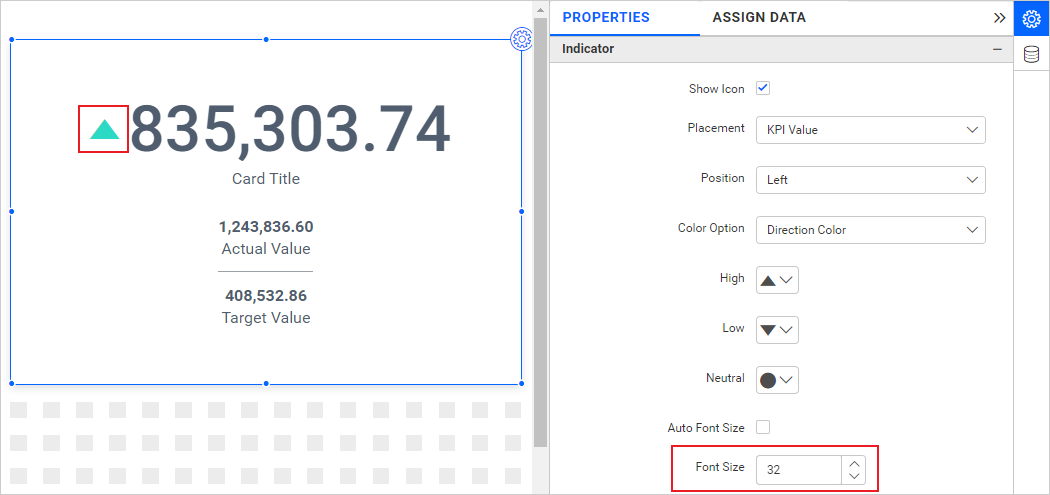 835,303.74
Card Title
1,243,836.60
Actual Value
408,532.86
Target Value
PROPERTIES
ASSIGN DATA
Indicator
Show Icon
Placement KPI Value
Position Left
Color Option Direction Color
High
Low
Neutral
Auto Font Size
Font Size 32